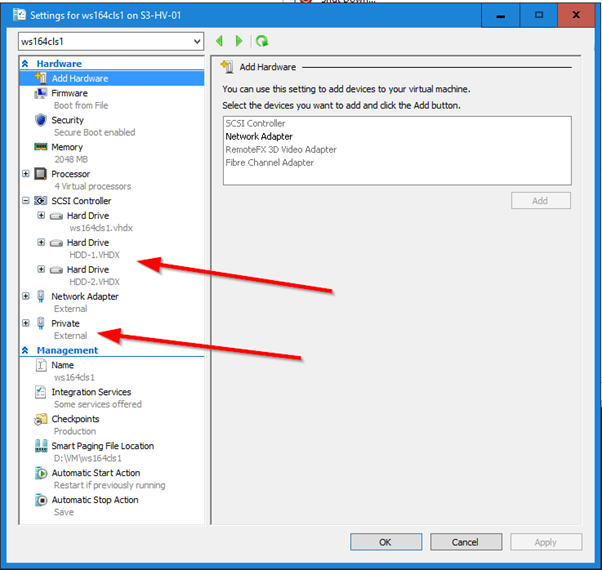 Shut Down...
Settings for ws164cls1 on S3-HV-01
ws164cls1
Hardware
Add Hardware
Firmware
Boot from File
Security
Secure Boot enabled
Memory
2048 MB
Processor
4 Virtual processors
SCSI Controller
Hard Drive
ws164cls1.vhdx
Hard Drive
HDD-1.VHDX
Hard Drive
HDD-2.VHDX
Network Adapter
External
Private
External
Management
Name
ws164cls1
Integration Services
Some services offered
Checkpoints
Production
Smart Paging File Location
D:\VM\ws164cls1
Automatic Start Action
Restart if previously running
Automatic Stop Action
Save
Add Hardware
You can use this setting to add devices to your virtual machine.
Select the devices you want to add and click the Add button.
SCSI Controller
Network Adapter
RemoteFX 3D Video Adapter
Fibre Channel Adapter
Add
OK
Cancel
Apply